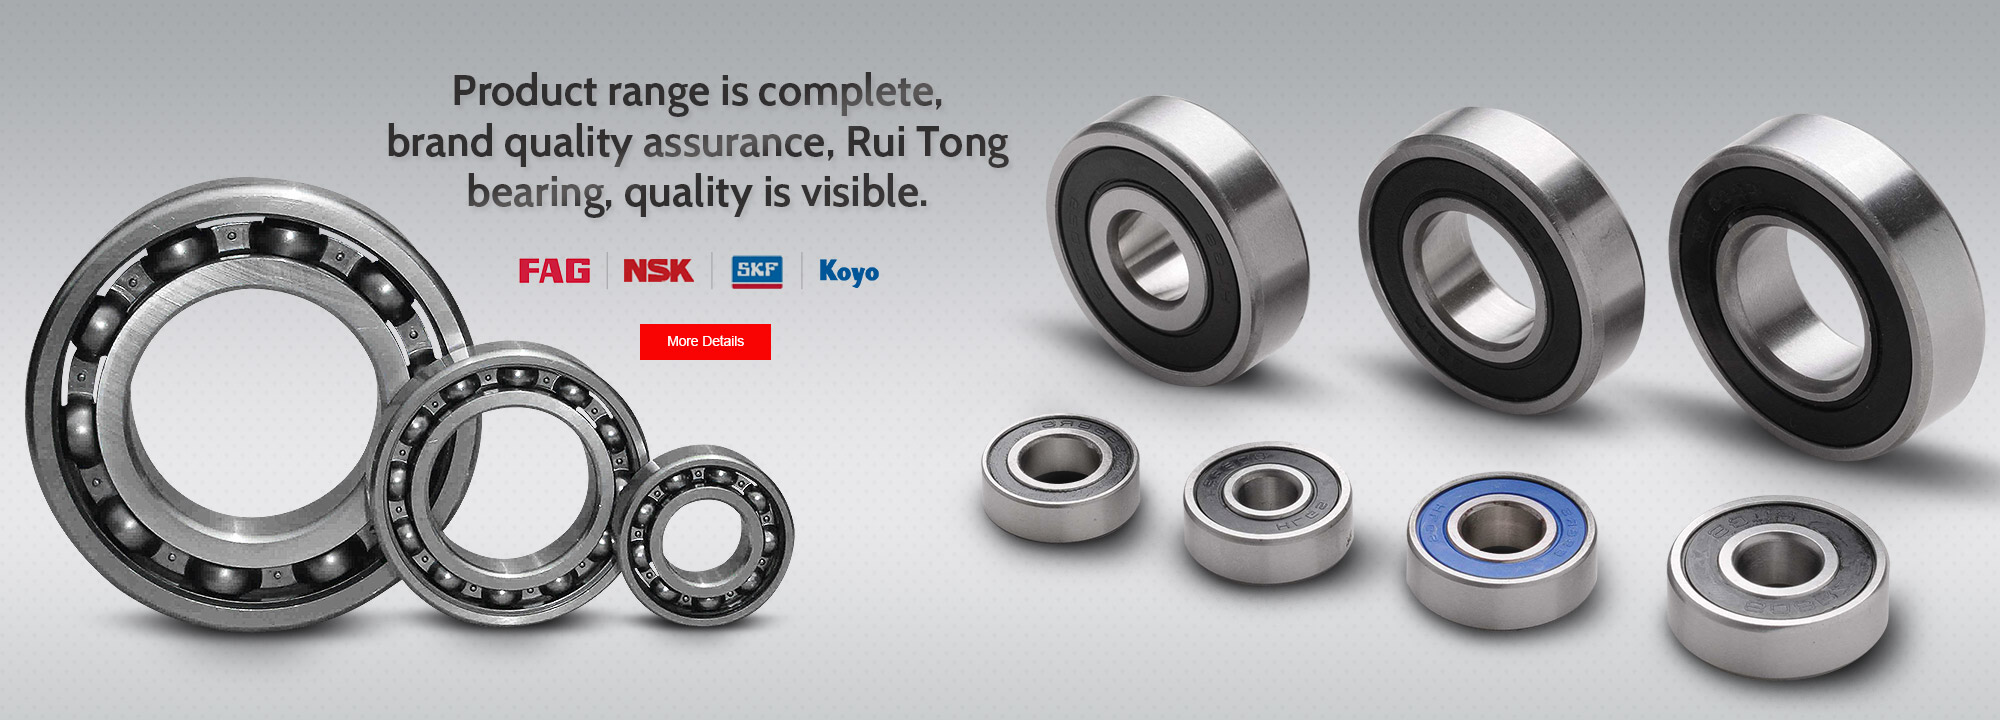 Product range is complete,
brand quality assurance, Rui Tong
bearing, quality is visible.
FAG NSK SKF Koyo
More Details